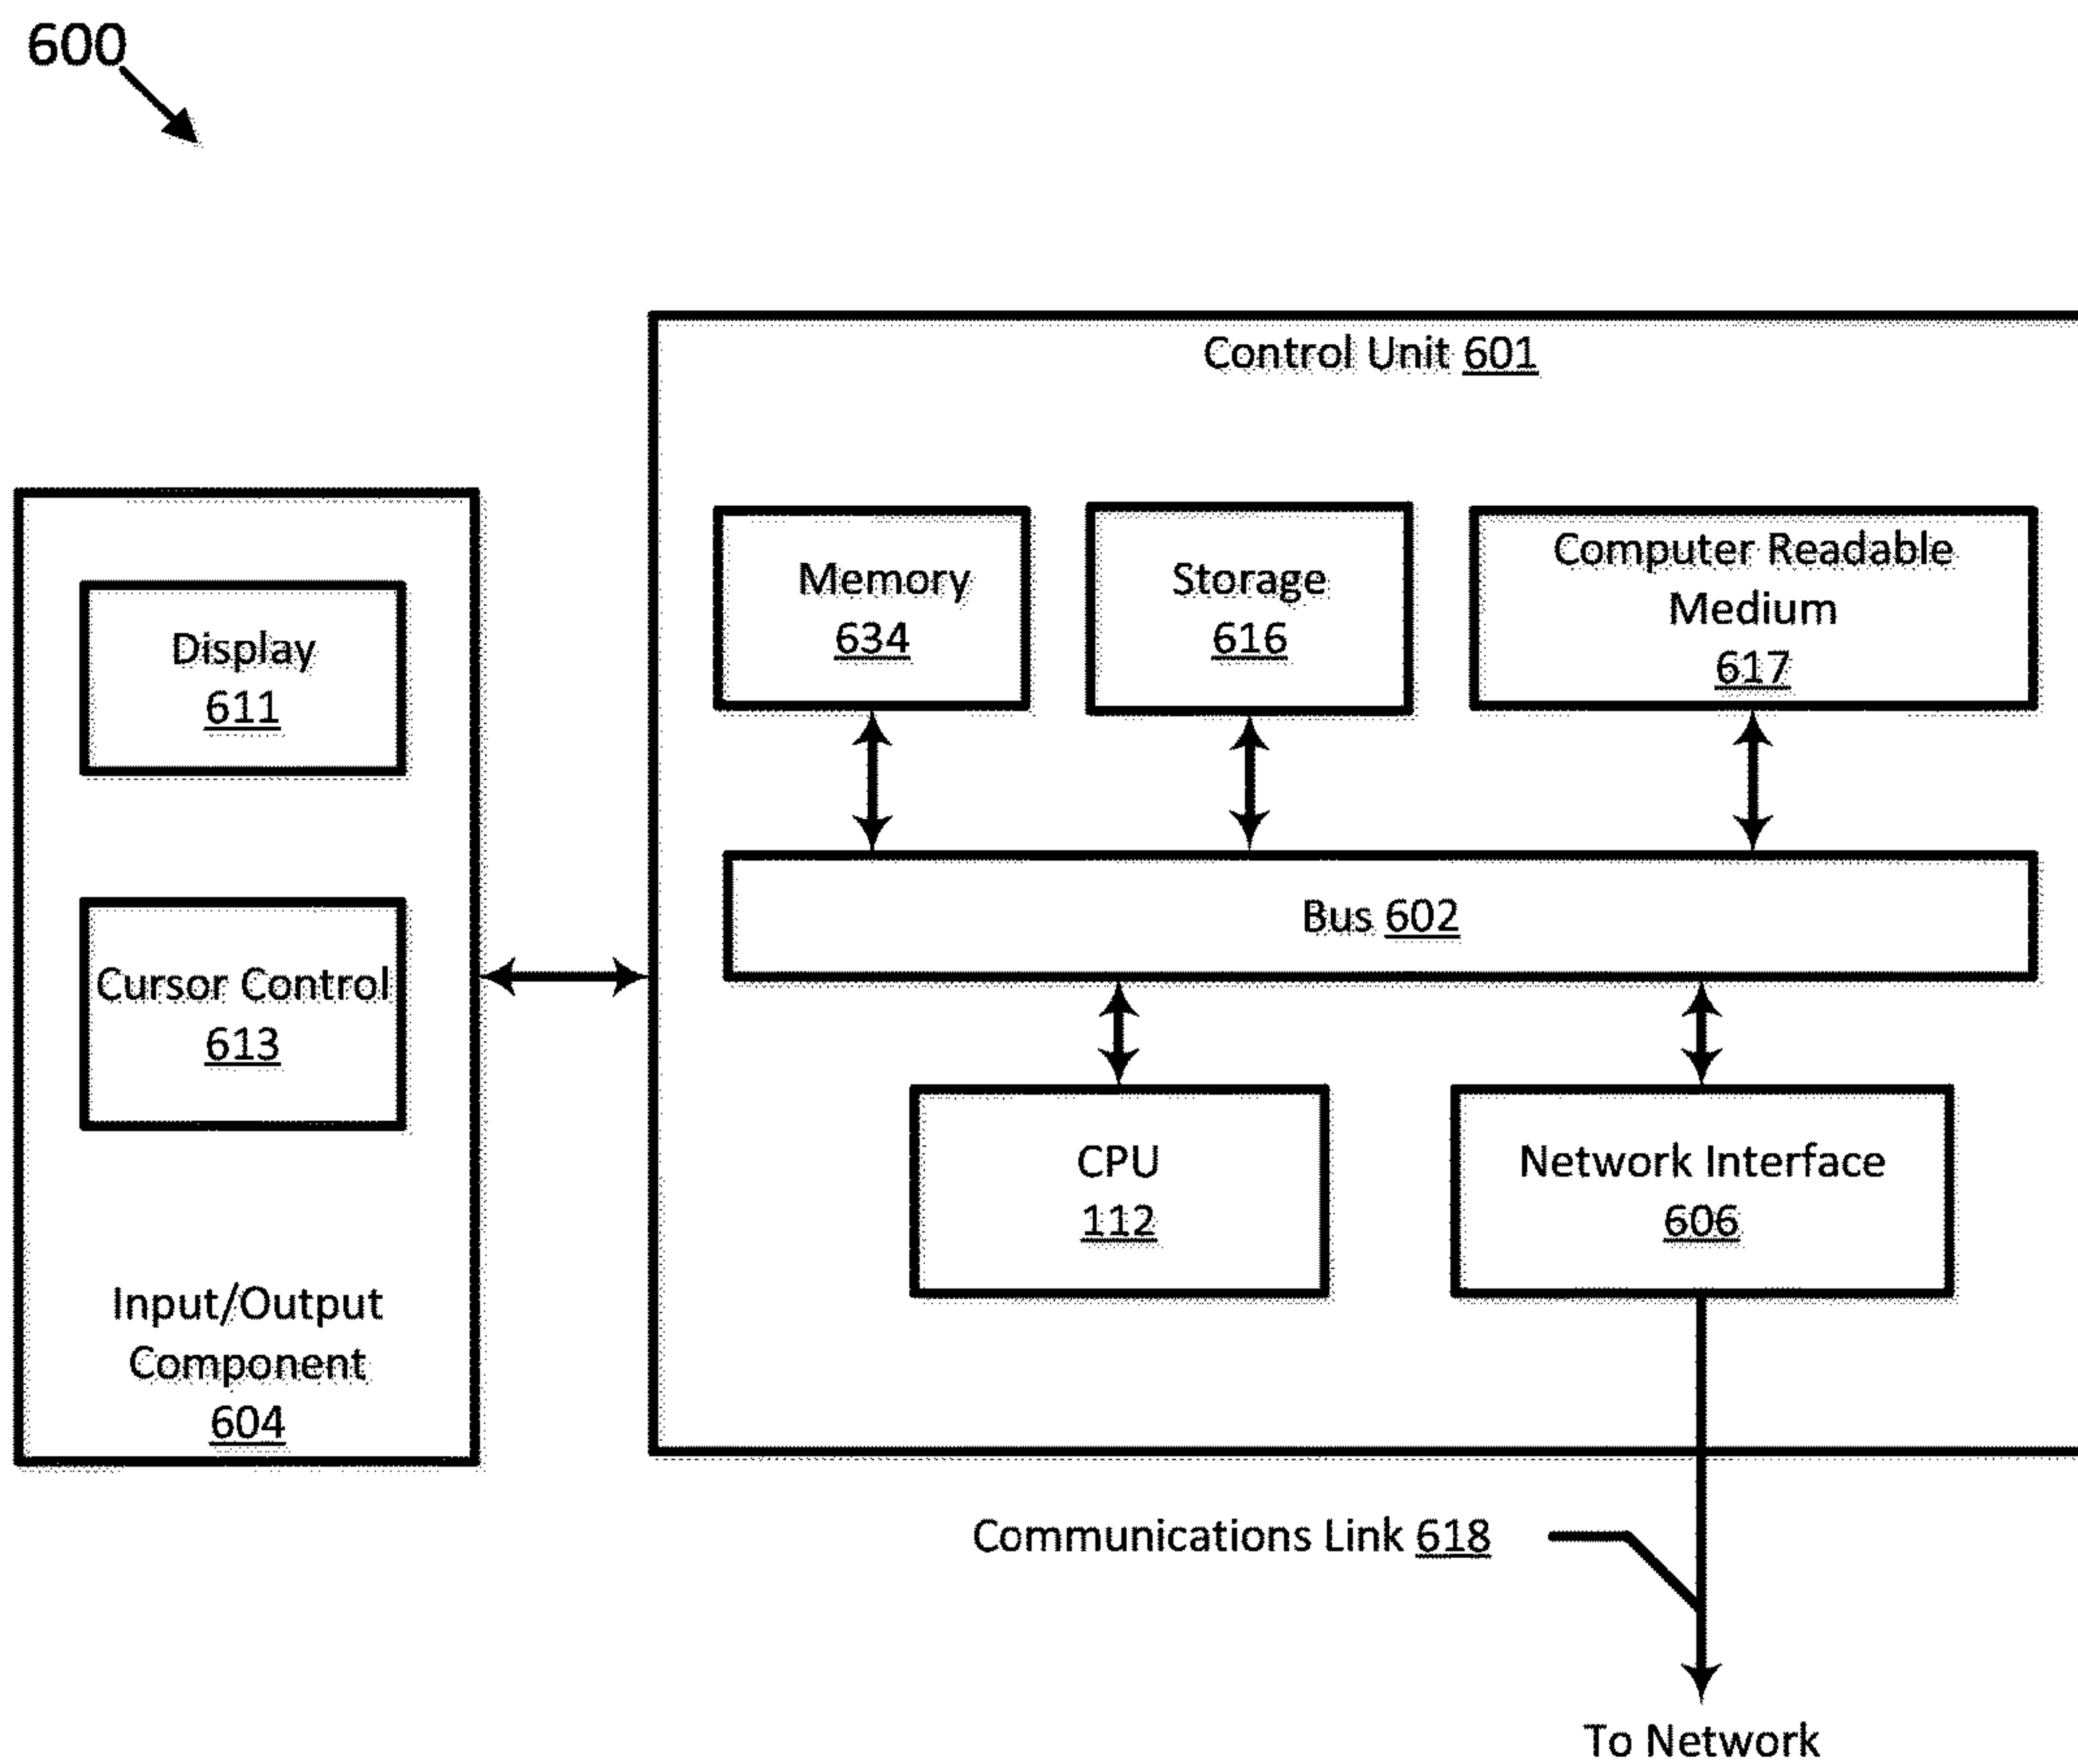 600
Control Unit 601
Memory
634
Storage
616
Computer Readable
Medium
617
Display
611
Bus 602
Cursor Control
613
CPU
112
Network Interface
606
Input/Output
Component
604
Communications Link 618
To Network